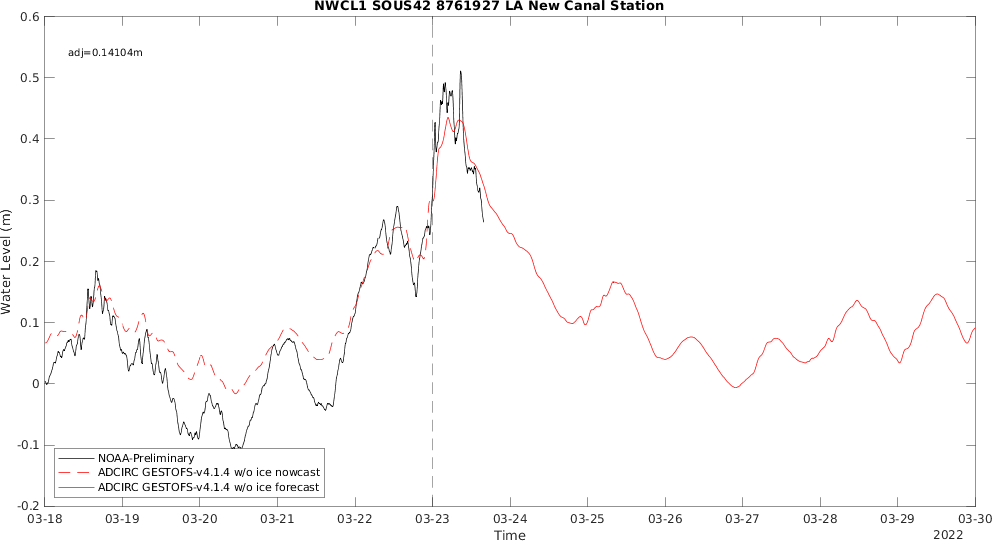 NWCL1 SOUS42 8761927 LA New Canal Station
adj=0.14104m
Water Level (m)
0.6
0.5
0.4
0.3
0.2
0.1
0
-0.1
-0.2
NOAA-Preliminary
ADCIRC GESTOFS-v4.1.4 w/o ice nowcast
ADCIRC GESTOFS-v4.1.4 w/o ice forecast
03-18 03-19 03-20 03-21 03-22 03-23 03-24 03-25 03-26 03-27 03-28 03-29 03-30
Time
2022